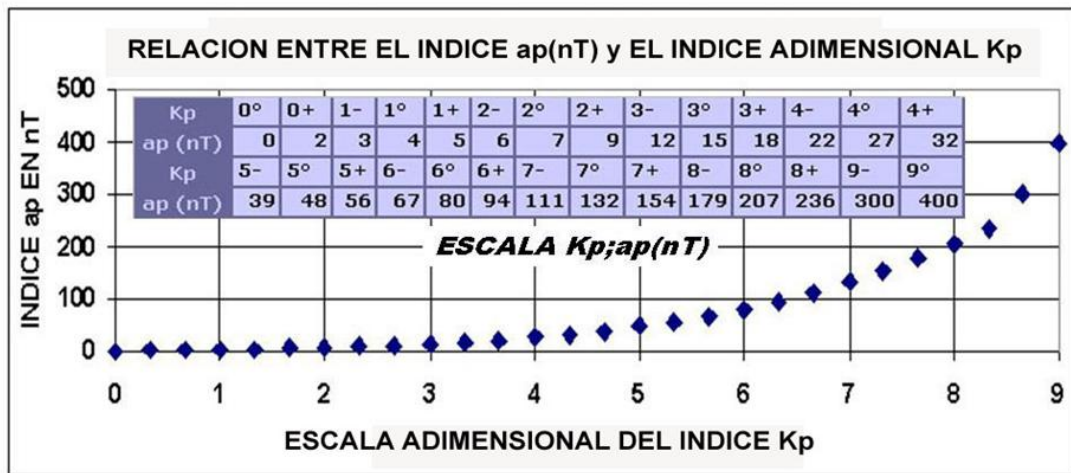 RELACION ENTRE EL INDICE ap(nT) y EL INDICE ADIMENSIONAL Kp
Kp 0° 0+ 1- 1° 1+ 2- 2° 2+ 3- 3° 3+ 4- 4° 4+
ap (nT) 0 2 3 4 5 6 7 9 12 15 18 22 27 32
Kp 5- 5° 5+ 6- 6° 6+ 7- 7° 7+ 8- 8° 8+ 9- 9°
ap (nT) 39 48 56 67 80 94 111 132 154 179 207 236 300 400
ESCALA Kp;ap(nT)
INDICE ap EN nT
500
400
300
200
100
0
0 1 2 3 4 5 6 7 8 9
ESCALA ADIMENSIONAL DEL INDICE Kp